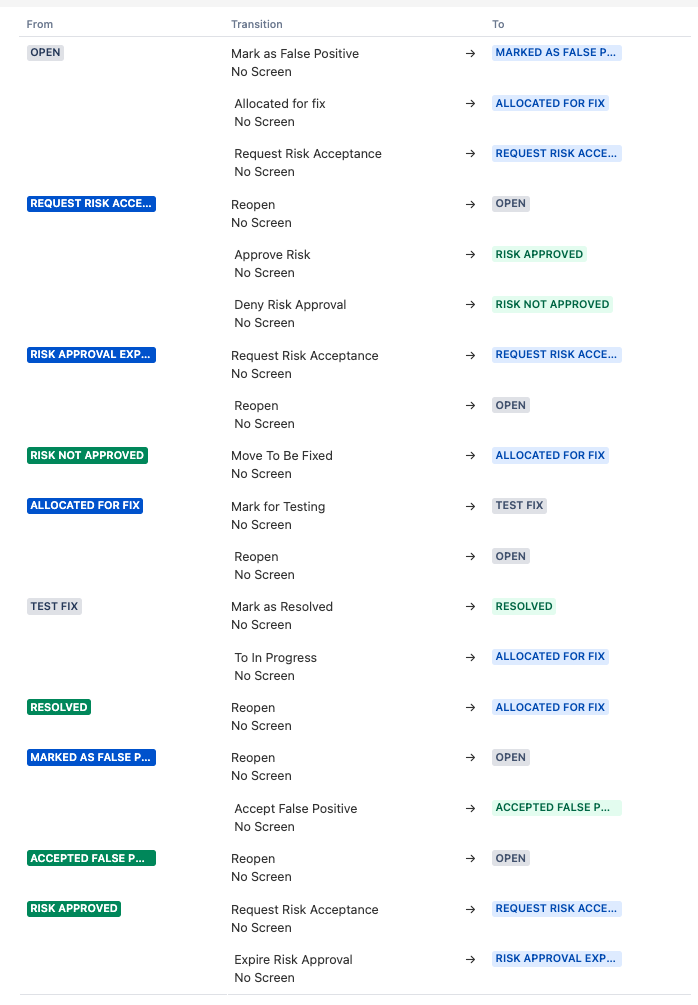 From Transition To
OPEN Mark as False Positive → MARKED AS FALSE P...
No Screen
Allocated for fix → ALLOCATED FOR FIX
No Screen
Request Risk Acceptance → REQUEST RISK ACCE...
No Screen
REQUEST RISK ACCE... Reopen → OPEN
No Screen
Approve Risk → RISK APPROVED
No Screen
Deny Risk Approval → RISK NOT APPROVED
No Screen
RISK APPROVAL EXP... Request Risk Acceptance → REQUEST RISK ACCE...
No Screen
Reopen → OPEN
No Screen
RISK NOT APPROVED Move To Be Fixed → ALLOCATED FOR FIX
No Screen
ALLOCATED FOR FIX Mark for Testing → TEST FIX
No Screen
Reopen → OPEN
No Screen
TEST FIX Mark as Resolved → RESOLVED
No Screen
To In Progress → ALLOCATED FOR FIX
No Screen
RESOLVED Reopen → ALLOCATED FOR FIX
No Screen
MARKED AS FALSE P... Reopen → OPEN
No Screen
Accept False Positive → ACCEPTED FALSE P...
No Screen
ACCEPTED FALSE P... Reopen → OPEN
No Screen
RISK APPROVED Request Risk Acceptance → REQUEST RISK ACCE...
No Screen
Expire Risk Approval → RISK APPROVAL EXP...
No Screen